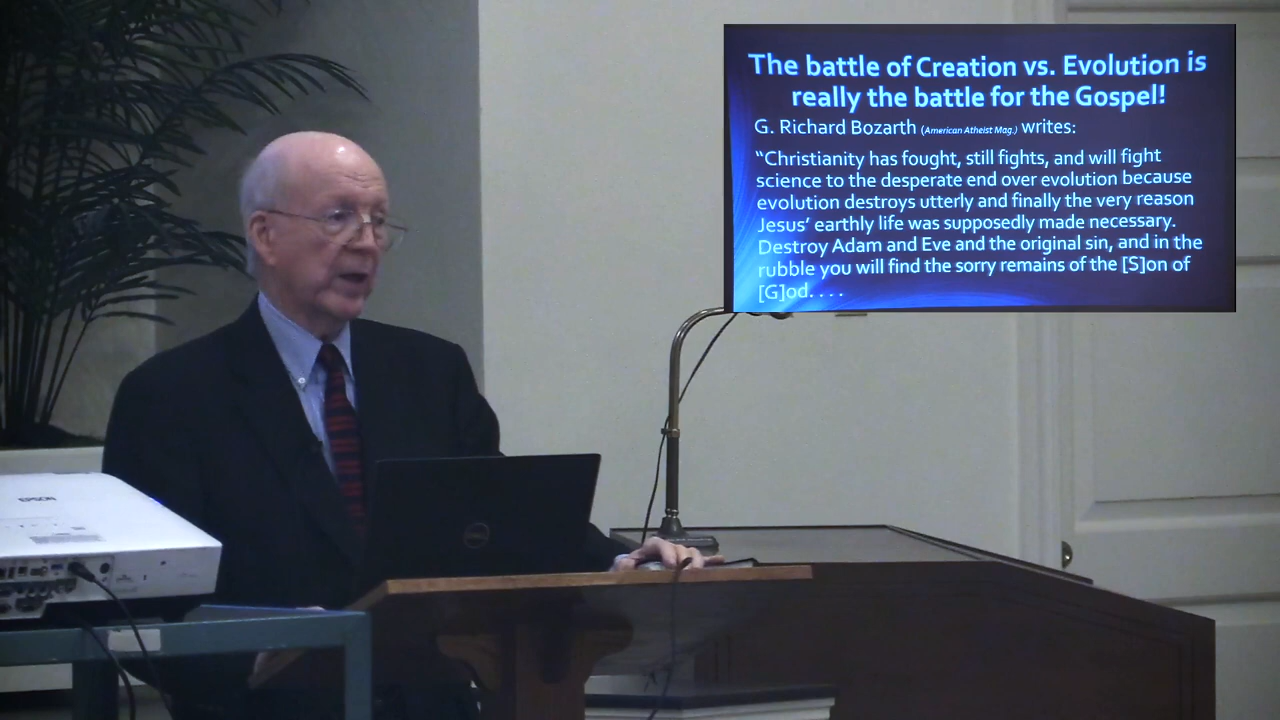 The battle of Creation vs. Evolution is
really the battle for the Gospel!
G. Richard Bozarth (American Atheist Mag.) writes:
“Christianity has fought, still fights, and will fight
science to the desperate end over evolution because
evolution destroys utterly and finally the very reason
Jesus’ earthly life was supposedly made necessary.
Destroy Adam and Eve and the original sin, and in the
rubble you will find the sorry remains of the [S]on of
[G]od. . . .
EPSON
DELL